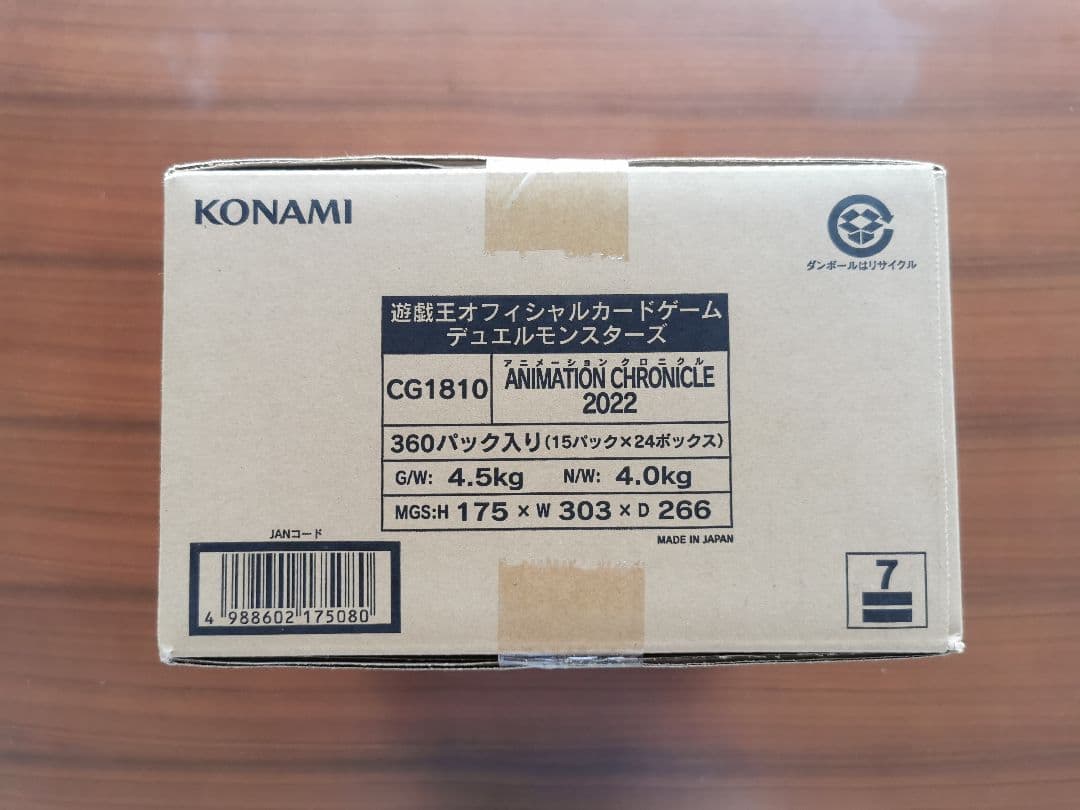 KONAMI
ダンボールはリサイクル
遊戯王オフィシャルカードゲーム
デュエルモンスターズ
CG1810
アニメーション クロニクル
ANIMATION CHRONICLE
2022
360パック入り(15パック×24ボックス)
G/W: 4.5kg N/W: 4.0kg
MGS:H 175 × W 303 × D 266
MADE IN JAPAN
JANコード
4 988602 175080
7